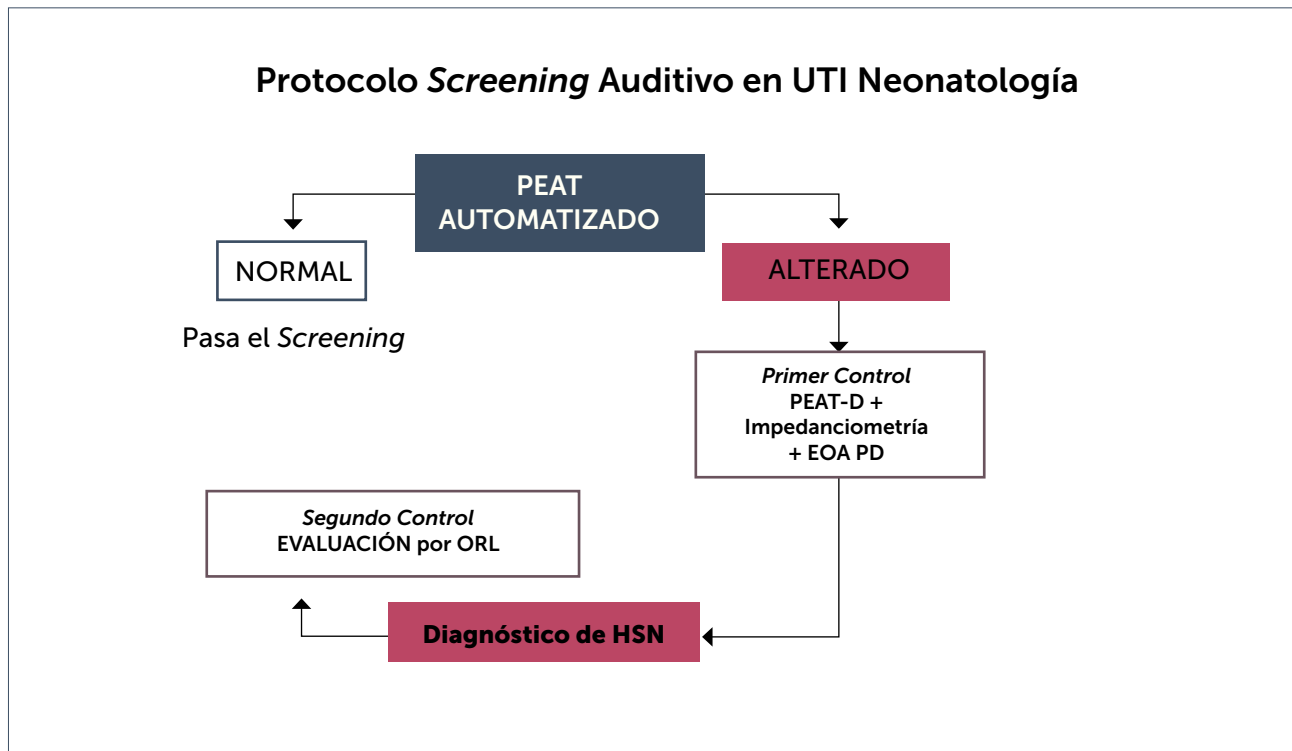 Protocolo Screening Auditivo en UTI Neonatología
PEAT
AUTOMATIZADO
NORMAL
Pasa el Screening
ALTERADO
Primer Control
PEAT-D +
Impedanciometría
+ EOA PD
Diagnóstico de HSN
Segundo Control
EVALUACIÓN por ORL